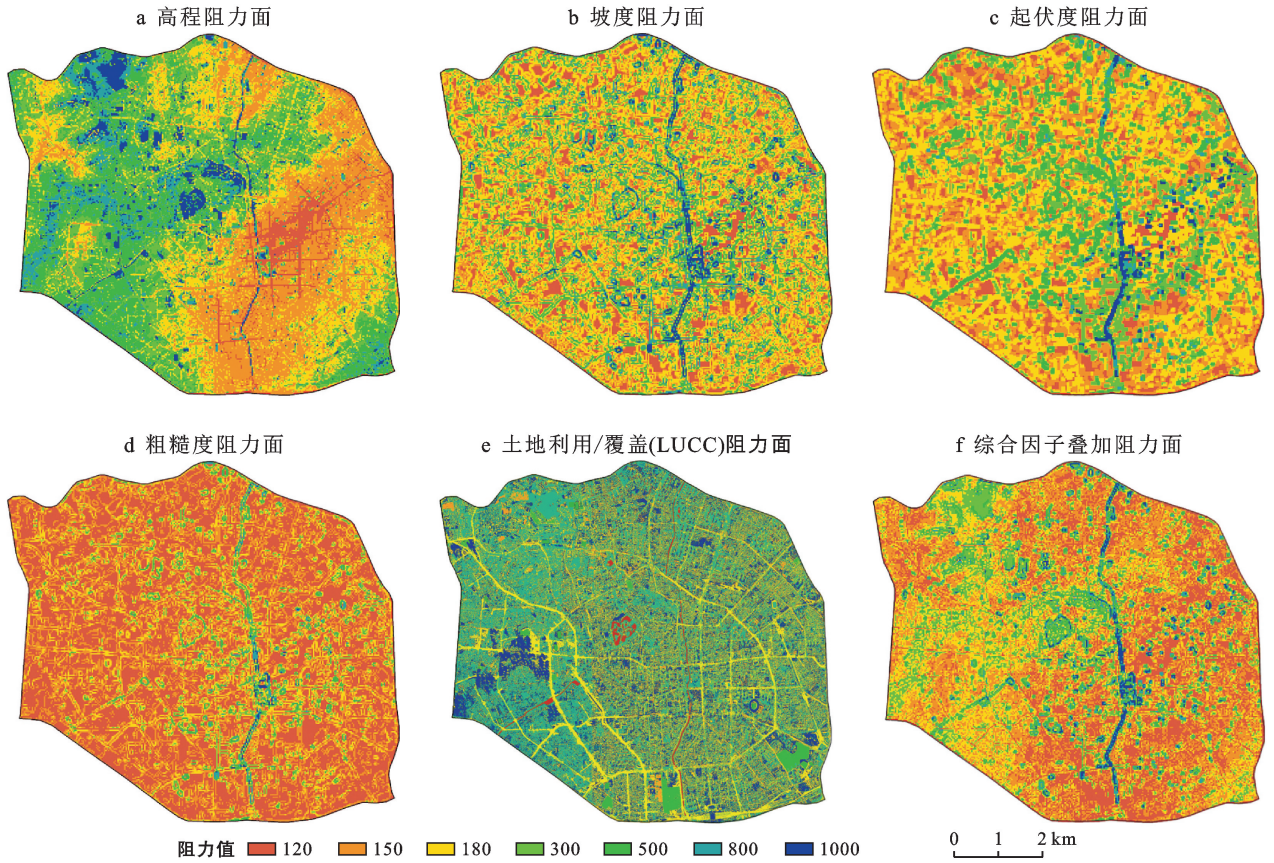 a 高程阻力面
b 坡度阻力面
c 起伏度阻力面
d 粗糙度阻力面
e 土地利用/覆盖(LUCC)阻力面
f 综合因子叠加阻力面
阻力值 120 150 180 300 500 800 1000
0 1 2 km